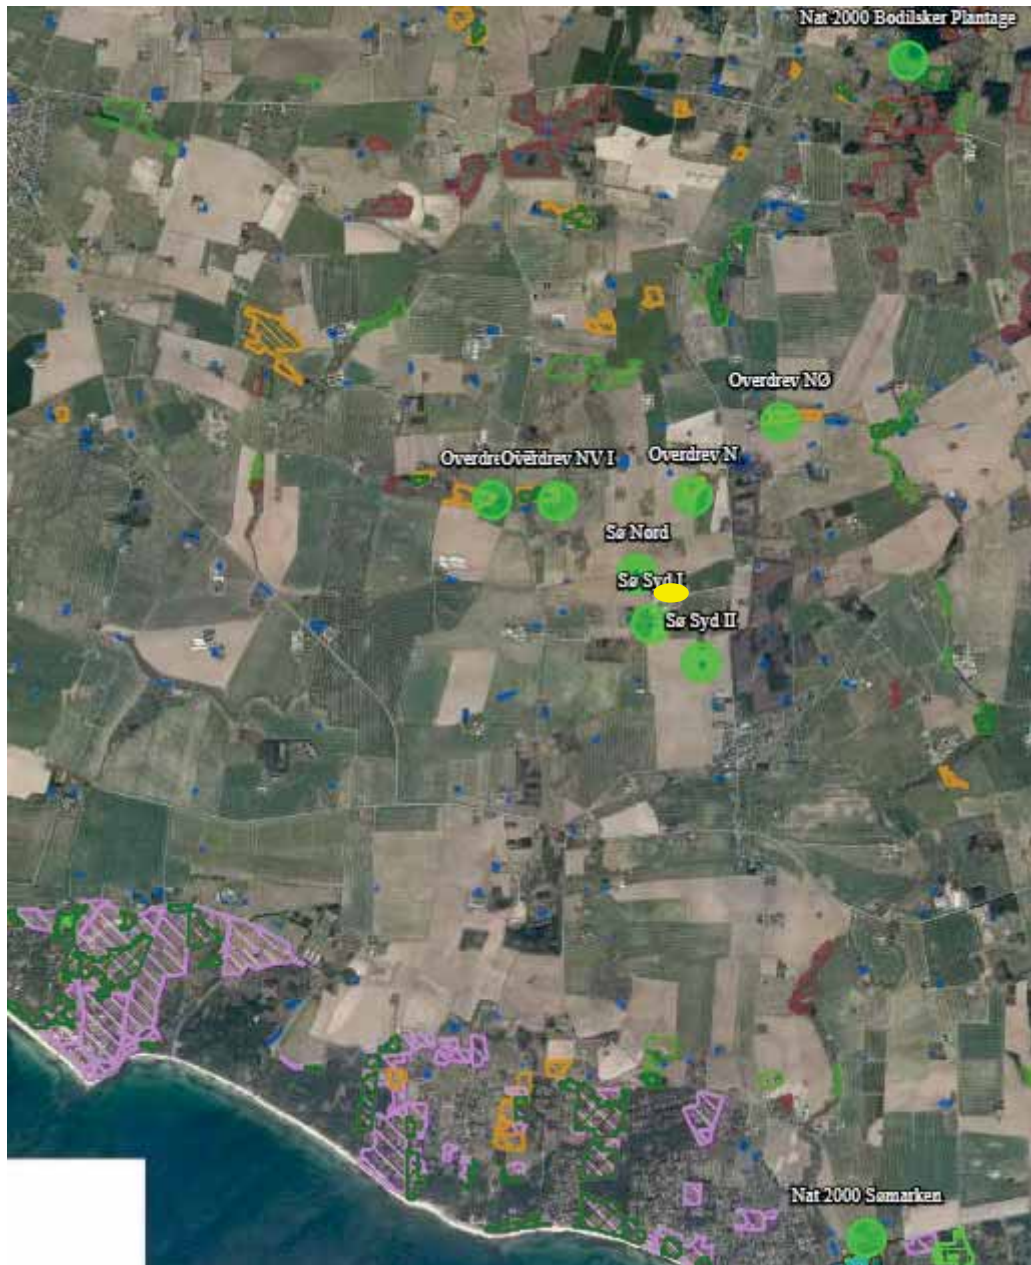 Nat 2000 Bodilsker Plantage
Overdrev NØ
Overdrev NV I
Overdrev N
Sø Nord
Sø Syd I
Sø Syd II
Nat 2000 Sømarken